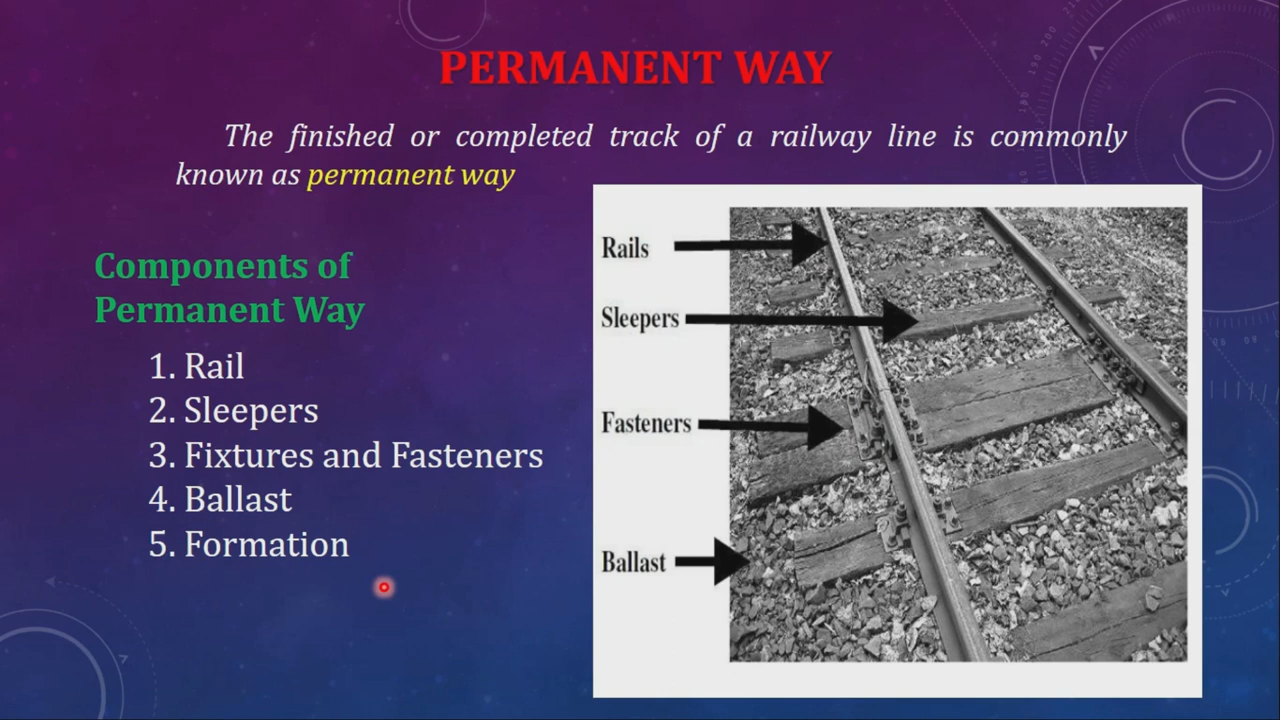 PERMANENT WAY
The finished or completed track of a railway line is commonly
known as permanent way
Components of
Permanent Way
1. Rail
2. Sleepers
3. Fixtures and Fasteners
4. Ballast
5. Formation
Rails
Sleepers
Fasteners
Ballast